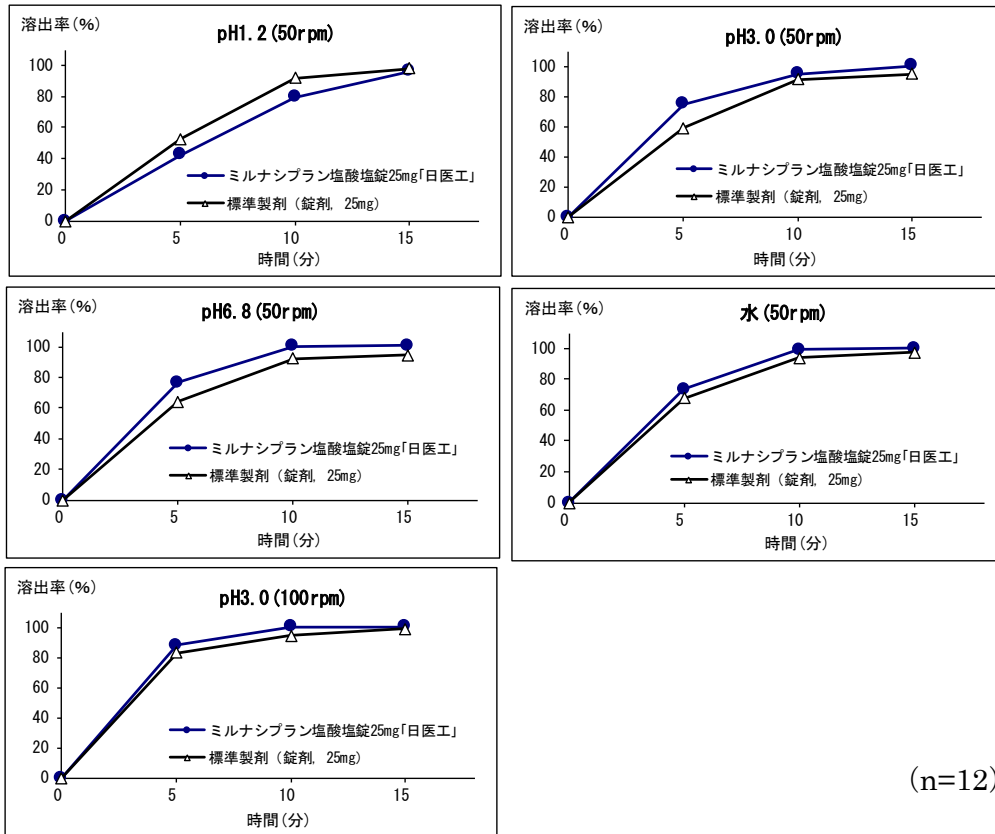 溶出率(%)
pH1.2(50rpm)
100
80
60
40
20
0
ミルナシプラン塩酸塩錠25mg「日医工」
標準製剤(錠剤, 25mg)
0 5 10 15
時間(分)
溶出率(%)
pH3.0(50rpm)
100
80
60
40
20
0
ミルナシプラン塩酸塩錠25mg「日医工」
標準製剤(錠剤, 25mg)
0 5 10 15
時間(分)
溶出率(%)
pH6.8(50rpm)
100
80
60
40
20
0
ミルナシプラン塩酸塩錠25mg「日医工」
標準製剤(錠剤, 25mg)
0 5 10 15
時間(分)
溶出率(%)
水(50rpm)
100
80
60
40
20
0
ミルナシプラン塩酸塩錠25mg「日医工」
標準製剤(錠剤, 25mg)
0 5 10 15
時間(分)
溶出率(%)
pH3.0(100rpm)
100
80
60
40
20
0
ミルナシプラン塩酸塩錠25mg「日医工」
標準製剤(錠剤, 25mg)
0 5 10 15
時間(分)
(n=12)